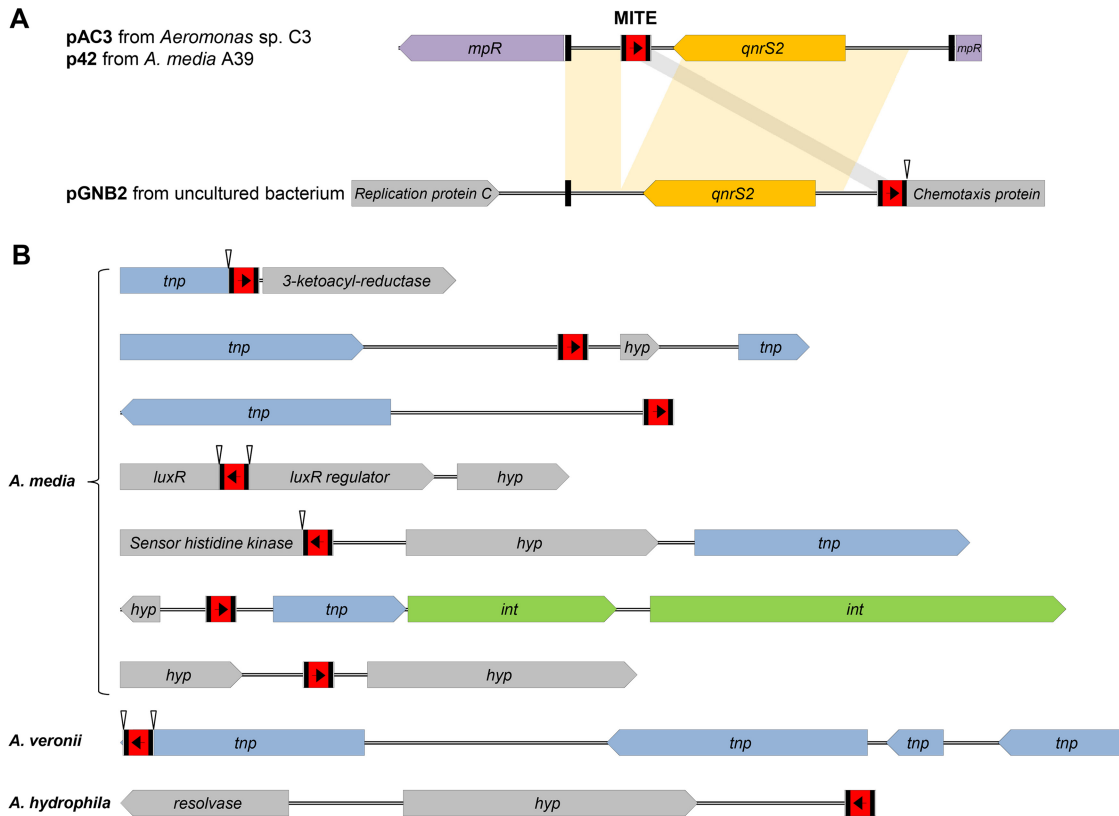 A
MITE
pAC3 from Aeromonas sp. C3
p42 from A. media A39
mpR qnrS2 mpR
pGNB2 from uncultured bacterium
Replication protein C qnrS2 Chemotaxis protein
B
tnp 3-ketoacyl-reductase
tnp hyp tnp
tnp
A. media
luxR luxR regulator hyp
Sensor histidine kinase hyp tnp
hyp tnp int int
hyp hyp
A. veronii
tnp tnp tnp tnp
A. hydrophila
resolvase hyp